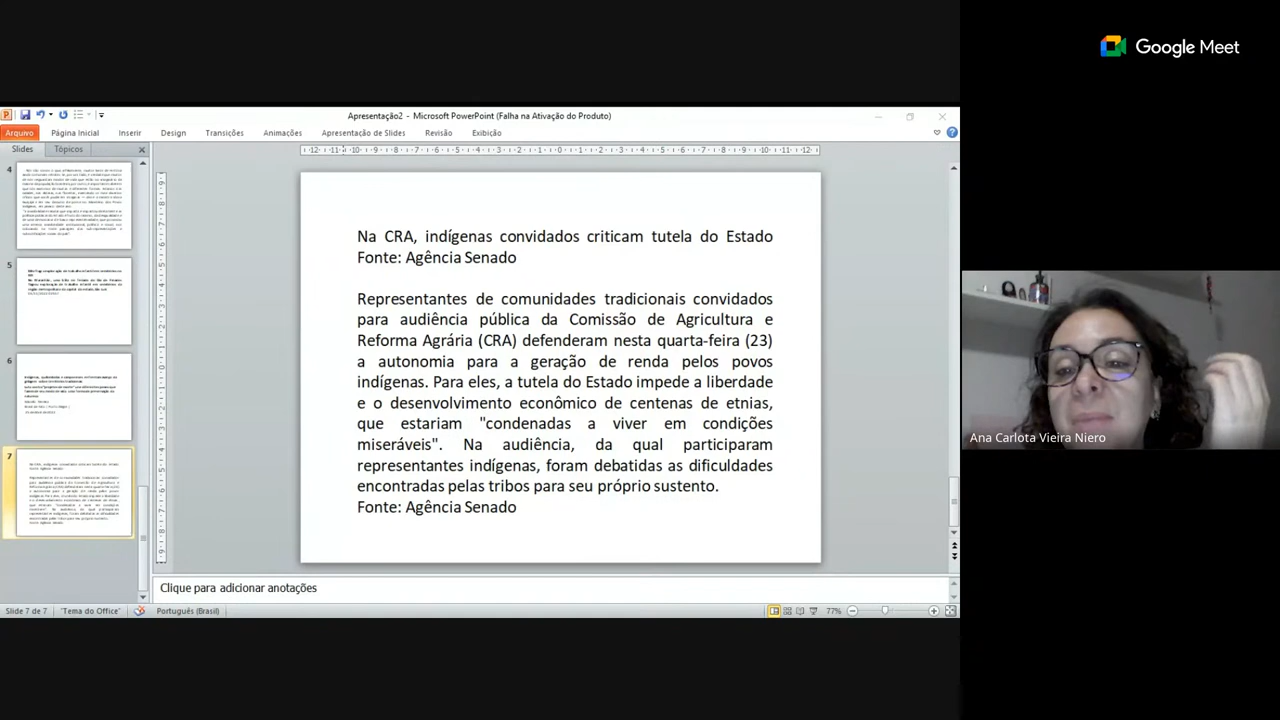 Google Meet
Apresentação2 - Microsoft PowerPoint (Falha na Ativação do Produto)
Arquivo Página Inicial Inserir Design Transições Animações Apresentação de Slides Revisão Exibição
Slides Tópicos
4
5
6
7
Na CRA, indígenas convidados criticam tutela do Estado
Fonte: Agência Senado
Representantes de comunidades tradicionais convidados
para audiência pública da Comissão de Agricultura e
Reforma Agrária (CRA) defenderam nesta quarta-feira (23)
a autonomia para a geração de renda pelos povos
indígenas. Para eles, a tutela do Estado impede a liberdade
e o desenvolvimento econômico de centenas de etnias,
que estariam "condenadas a viver em condições
miseráveis". Na audiência, da qual participaram
representantes indígenas, foram debatidas as dificuldades
encontradas pelas tribos para seu próprio sustento.
Fonte: Agência Senado
Ana Carlota Vieira Niero
Clique para adicionar anotações
Slide 7 de 7 "Tema do Office" Português (Brasil) 77%